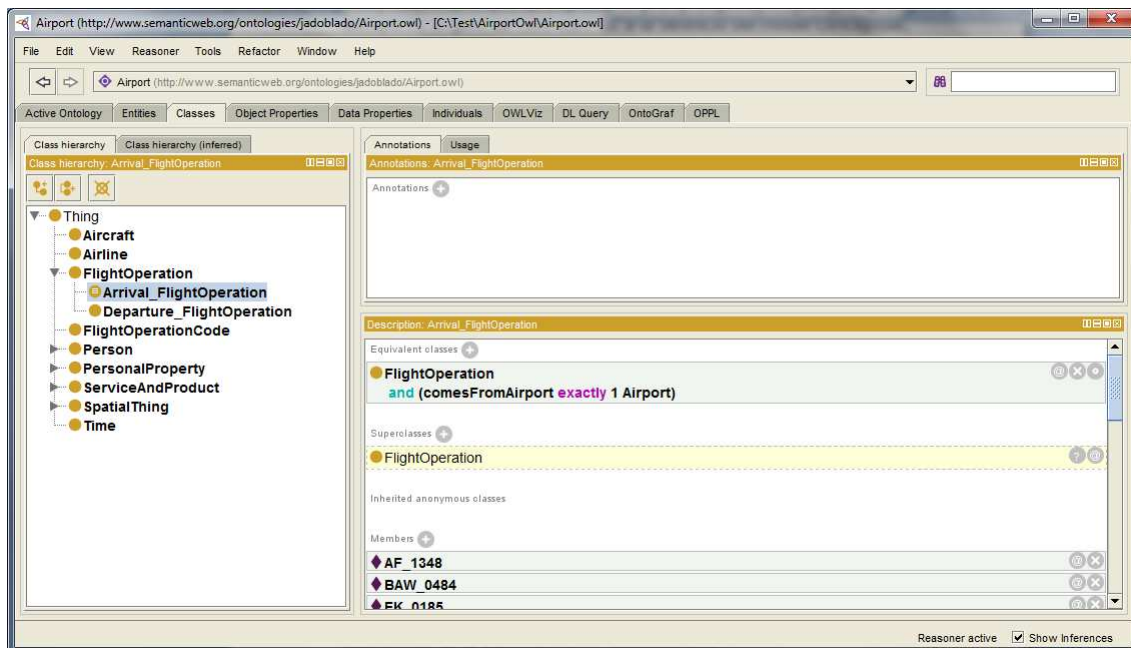 Airport (http://www.semanticweb.org/ontologies/jadoblado/Airport.owl) - [C:\Test\AirportOwl\Airport.owl]
File Edit View Reasoner Tools Refactor Window Help
Airport (http://www.semanticweb.org/ontologies/jadoblado/Airport.owl)
Active Ontology Entities Classes Object Properties Data Properties Individuals OWLViz DL Query OntoGraf OPPL
Class hierarchy Class hierarchy (inferred)
Class hierarchy: Arrival_FlightOperation
Thing
Aircraft
Airline
FlightOperation
Arrival_FlightOperation
Departure_FlightOperation
FlightOperationCode
Person
PersonalProperty
ServiceAndProduct
SpatialThing
Time
Annotations Usage
Annotations: Arrival_FlightOperation
Annotations
Description: Arrival_FlightOperation
Equivalent classes
FlightOperation
and (comesFromAirport exactly 1 Airport)
Superclasses
FlightOperation
Inherited anonymous classes
Members
AF_1348
BAW_0484
EK_0185
Reasoner active Show Inferences